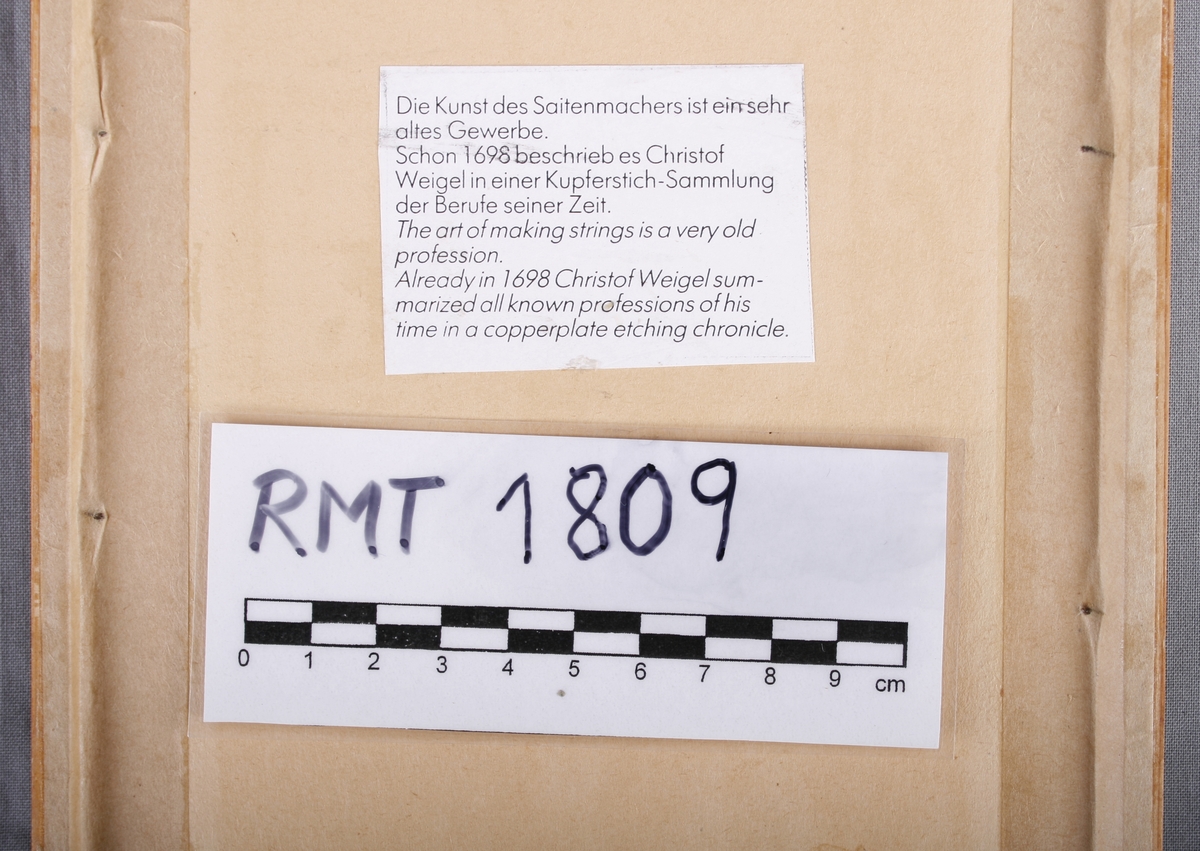 Die Kunst des Saitenmachers ist ein sehr
altes Gewerbe.
Schon 1698 beschrieb es Christof
Weigel in einer Kupferstich-Sammlung
der Berufe seiner Zeit.
The art of making strings is a very old
profession.
Already in 1698 Christof Weigel sum-
marized all known professions of his
time in a copperplate etching chronicle.
RMT 1809
0 1 2 3 4 5 6 7 8 9 cm